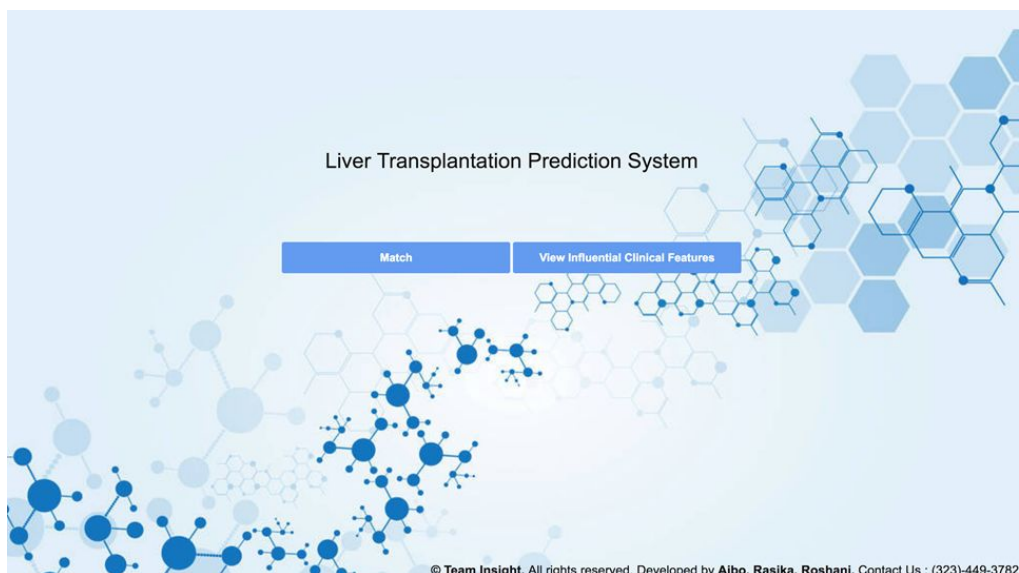 Liver Transplantation Prediction System
Match
View Influential Clinical Features
© Team Insight. All rights reserved. Developed by Aibo, Rasika, Roshani. Contact Us : (323)-449-3782